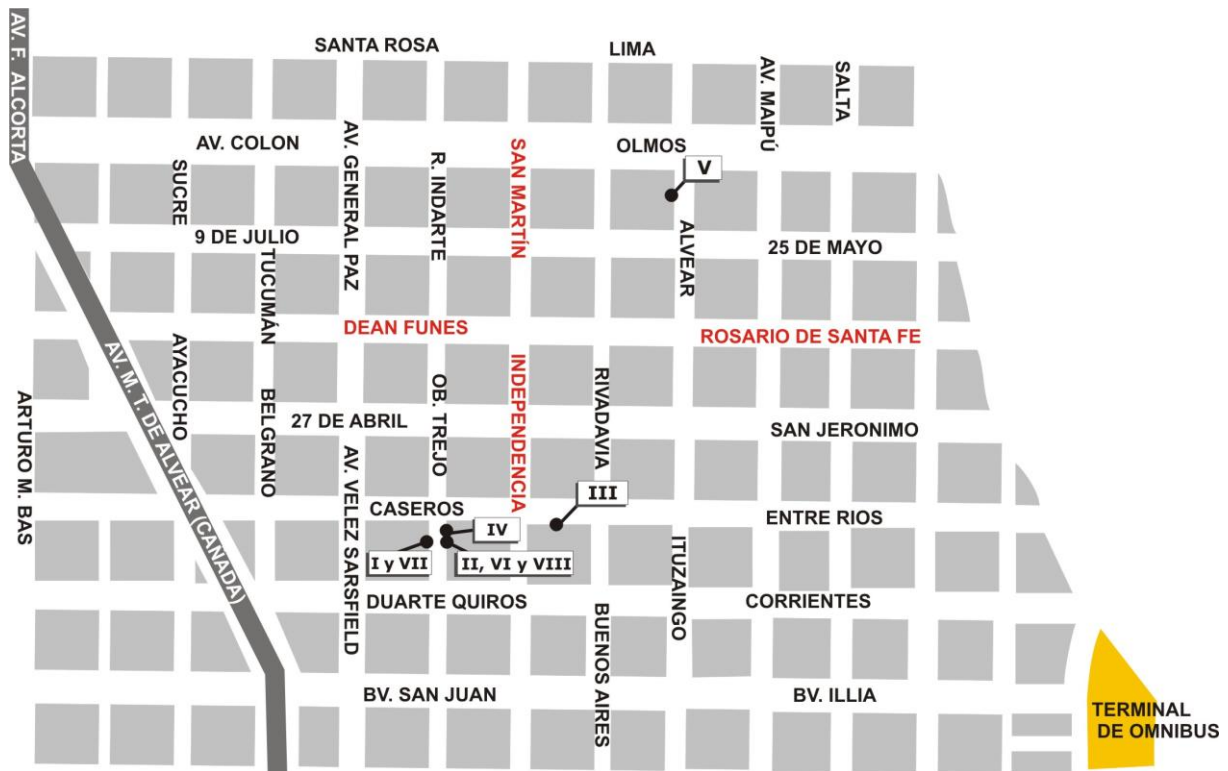 AV. F. ALCORTA
SANTA ROSA
LIMA
AV. MAIPÚ
SALTA
AV. COLON
OLMOS
SUCRE
AV. GENERAL PAZ
R. INDARTE
SAN MARTÍN
V
9 DE JULIO
25 DE MAYO
TUCUMÁN
ALVEAR
DEAN FUNES
ROSARIO DE SANTA FE
AV. M. T. DE ALVEAR (CANADA)
AYACUCHO
INDEPENDENCIA
RIVADAVIA
OB. TREJO
ARTURO M. BAS
BELGRANO
27 DE ABRIL
SAN JERONIMO
AV. VELEZ SARSFIELD
III
CASEROS
ENTRE RIOS
IV
I y VII
II, VI y VIII
ITUZAINGO
DUARTE QUIROS
CORRIENTES
BUENOS AIRES
BV. SAN JUAN
BV. ILLIA
TERMINAL
DE OMNIBUS